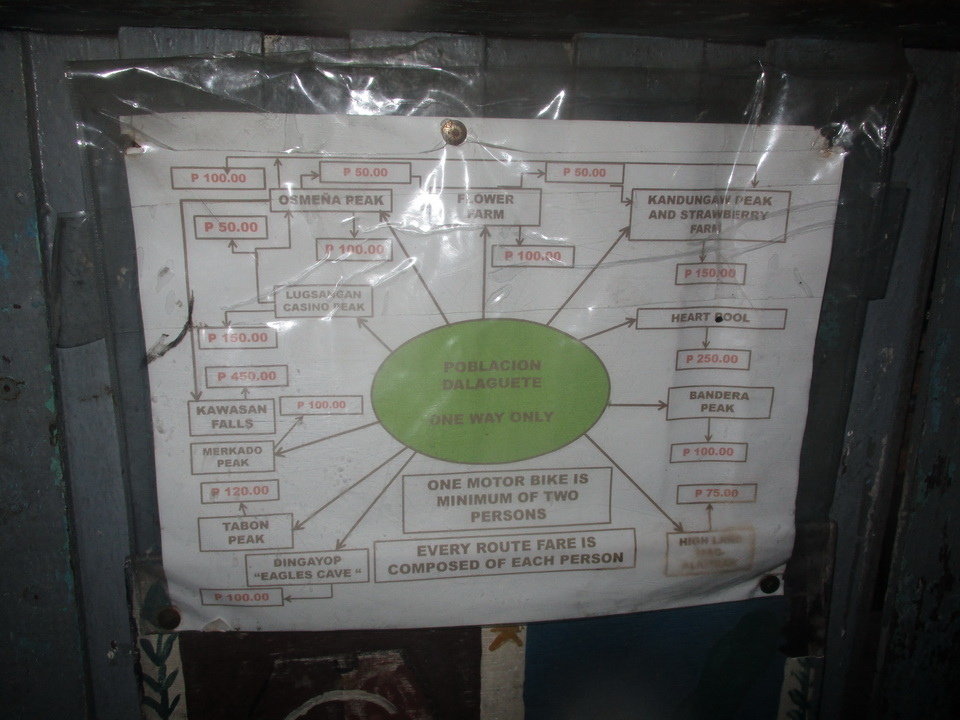 P 100.00
P 50.00
P 50.00
OSMEÑA PEAK
FLOWER
FARM
KANDUNGAW PEAK
AND STRAWBERRY
FARM
P 50.00
P 100.00
P 100.00
P 150.00
LUGSANGAN
CASINO PEAK
HEART POOL
P 150.00
P 250.00
POBLACION
DALAGUETE
ONE WAY ONLY
P 450.00
KAWASAN
FALLS
P 100.00
BANDERA
PEAK
MERKADO
PEAK
P 100.00
P 120.00
P 75.00
ONE MOTOR BIKE IS
MINIMUM OF TWO
PERSONS
TABON
PEAK
HIGH LAND
EVERY ROUTE FARE IS
COMPOSED OF EACH PERSON
DINGAYOP
"EAGLES CAVE "
P 100.00